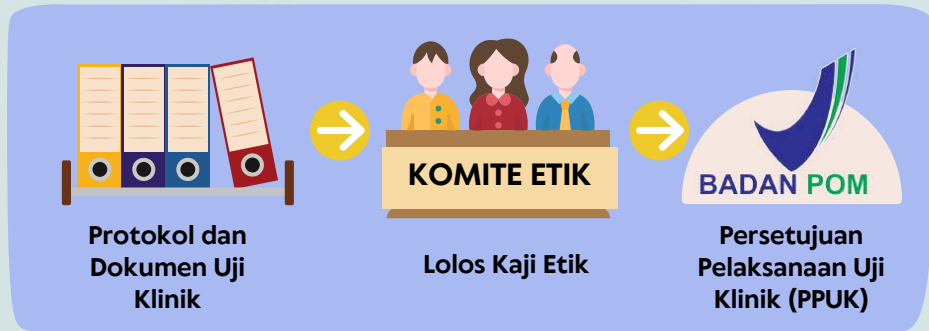 KOMITE ETIK
BADAN POM
Protokol dan
Dokumen Uji
Klinik
Lolos Kaji Etik
Persetujuan
Pelaksanaan Uji
Klinik (PPUK)